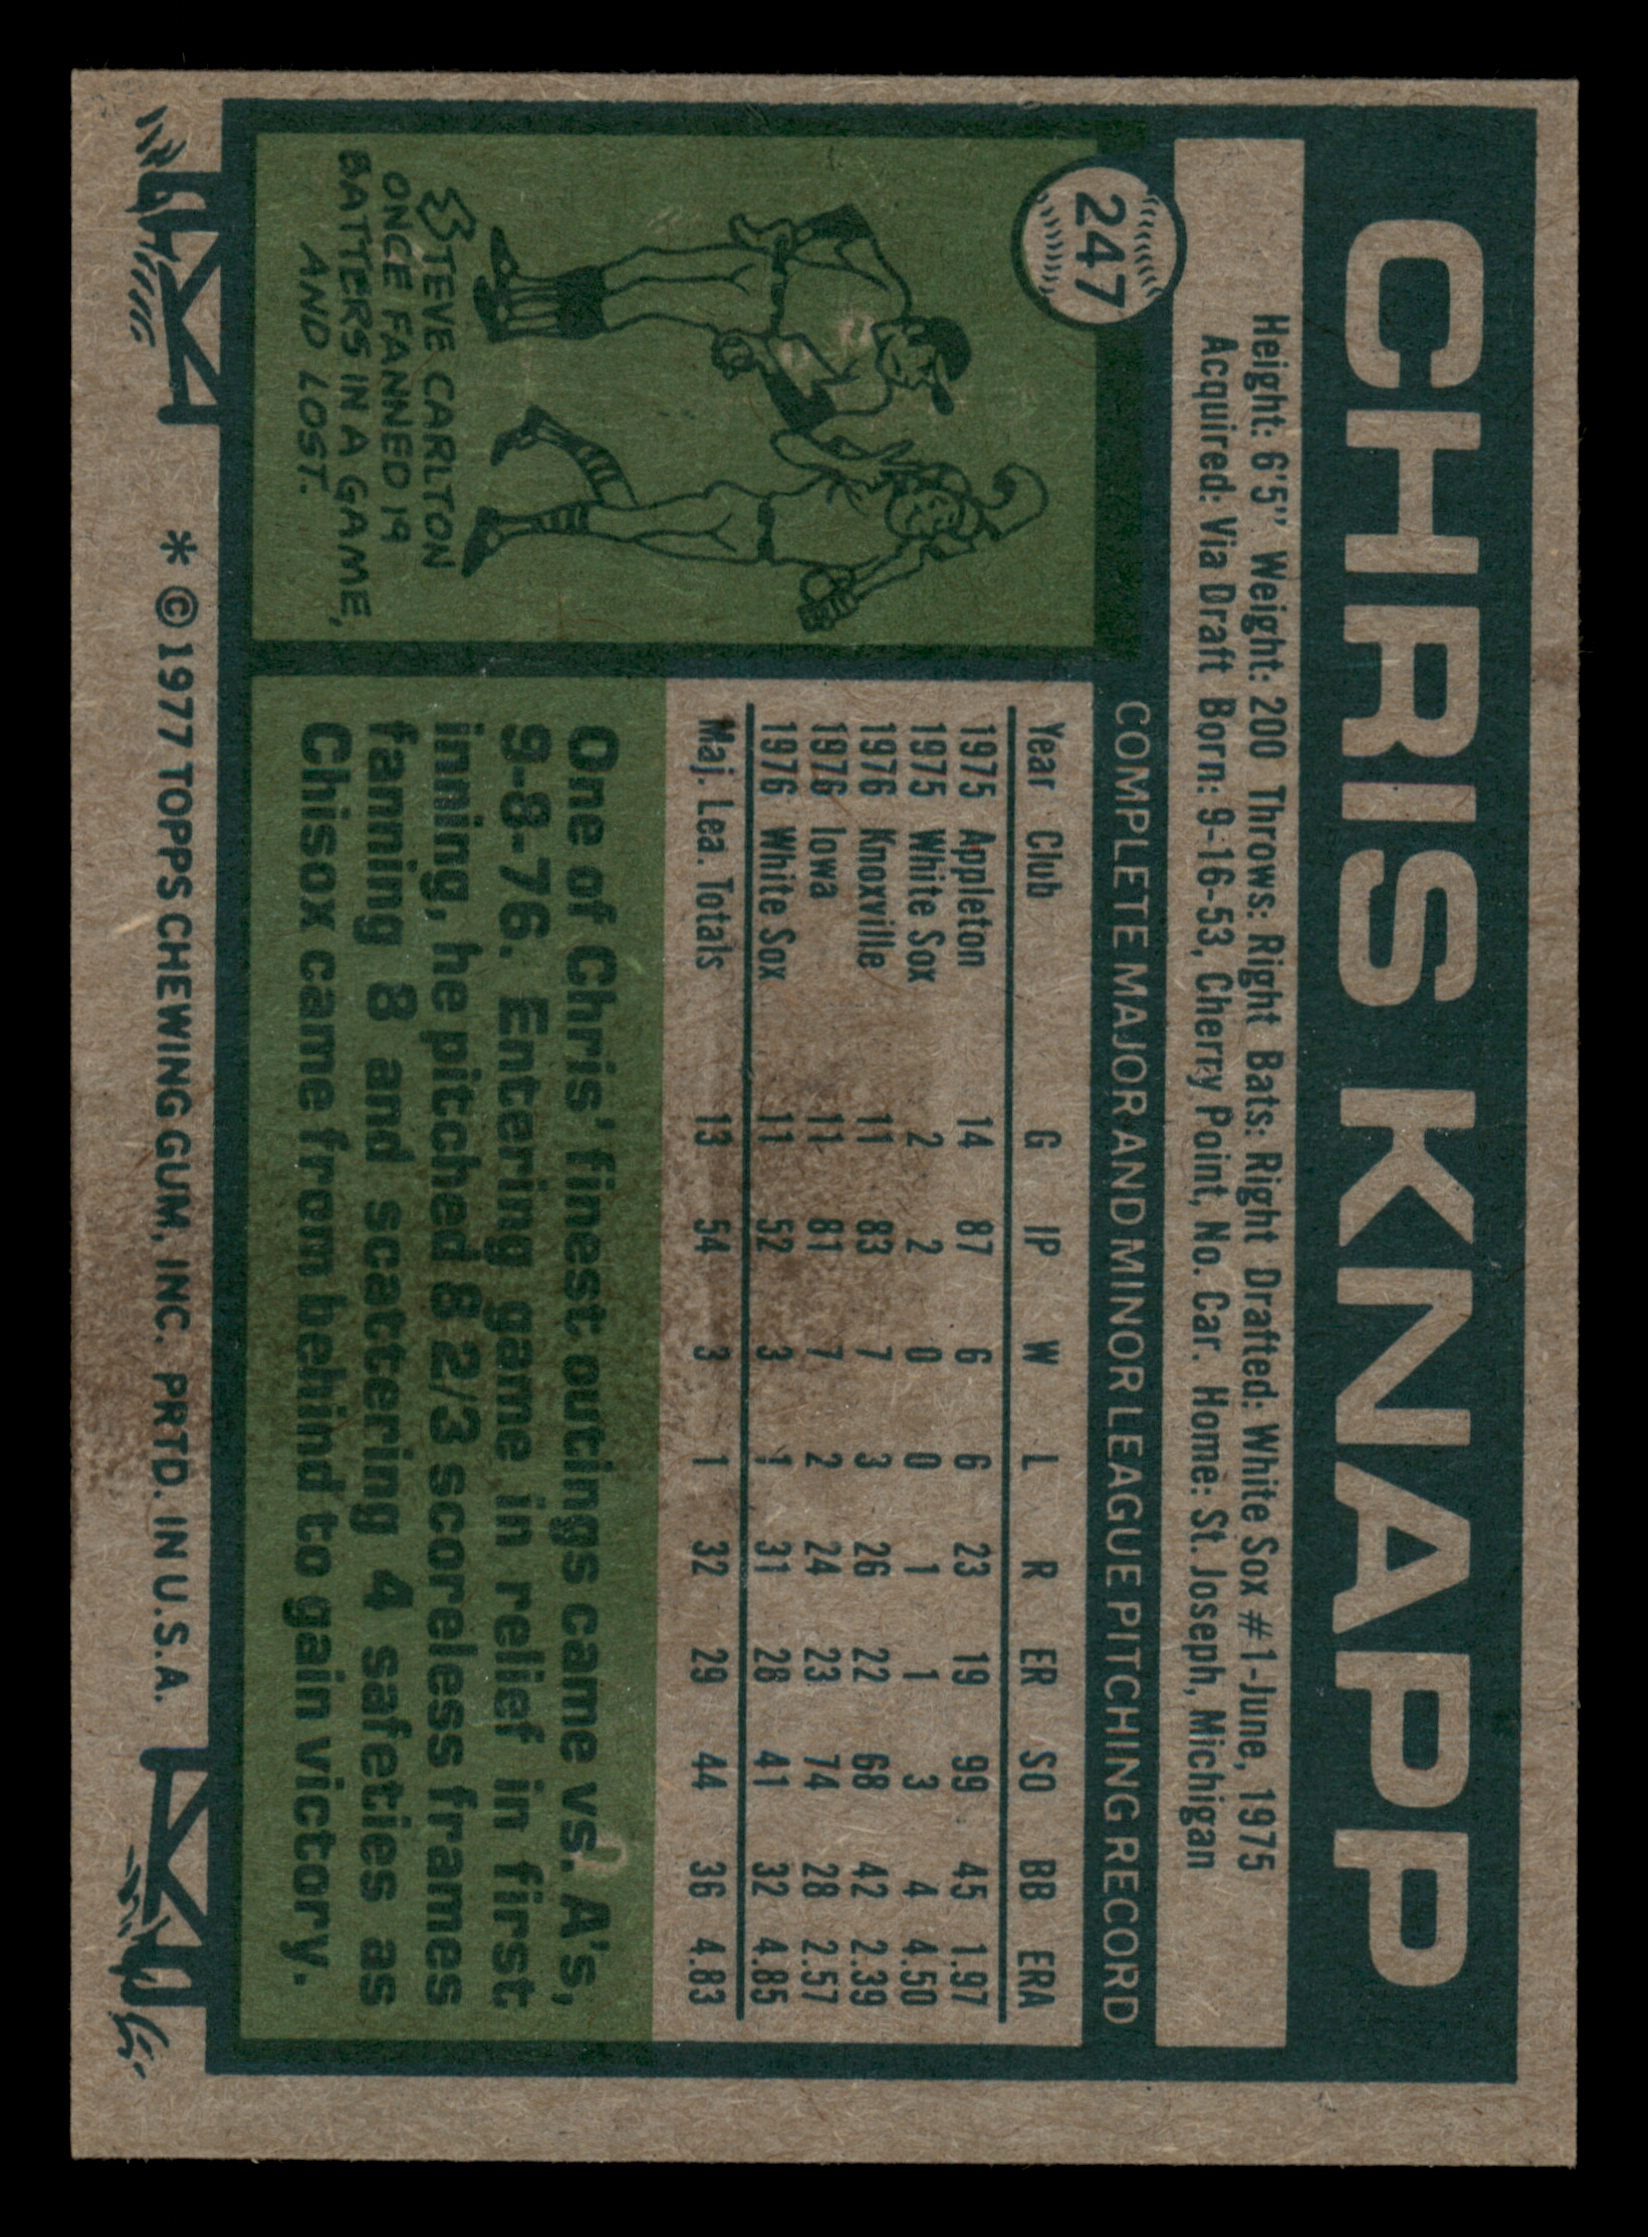 CHRIS KNAPP
Height: 6'5" Weight: 200 Throws: Right Bats: Right Drafted: White Sox #1-June, 1975
Acquired: Via Draft Born: 9-16-53, Cherry Point, No. Car. Home: St. Joseph, Michigan
247
COMPLETE MAJOR AND MINOR LEAGUE PITCHING RECORD
Year Club G IP W L R ER SO BB ERA
1975 Appleton 14 87 6 6 23 19 99 45 1.97
1975 White Sox 2 2 0 0 1 1 3 4 4.50
1976 Knoxville 11 83 7 3 26 22 68 42 2.39
1976 Iowa 11 81 7 2 24 23 74 28 2.57
1976 White Sox 11 52 3 1 31 28 41 32 4.85
Maj. Lea. Totals 13 54 3 1 32 29 44 36 4.83
STEVE CARLTON
ONCE FANNED 19
BATTERS IN A GAME,
AND LOST.
One of Chris' finest outings came vs. A's,
9-8-76. Entering game in relief in first
inning, he pitched 8 2/3 scoreless frames
fanning 8 and scattering 4 safeties as
Chisox came from behind to gain victory.
* © 1977 TOPPS CHEWING GUM, INC. PRTD. IN U.S.A.